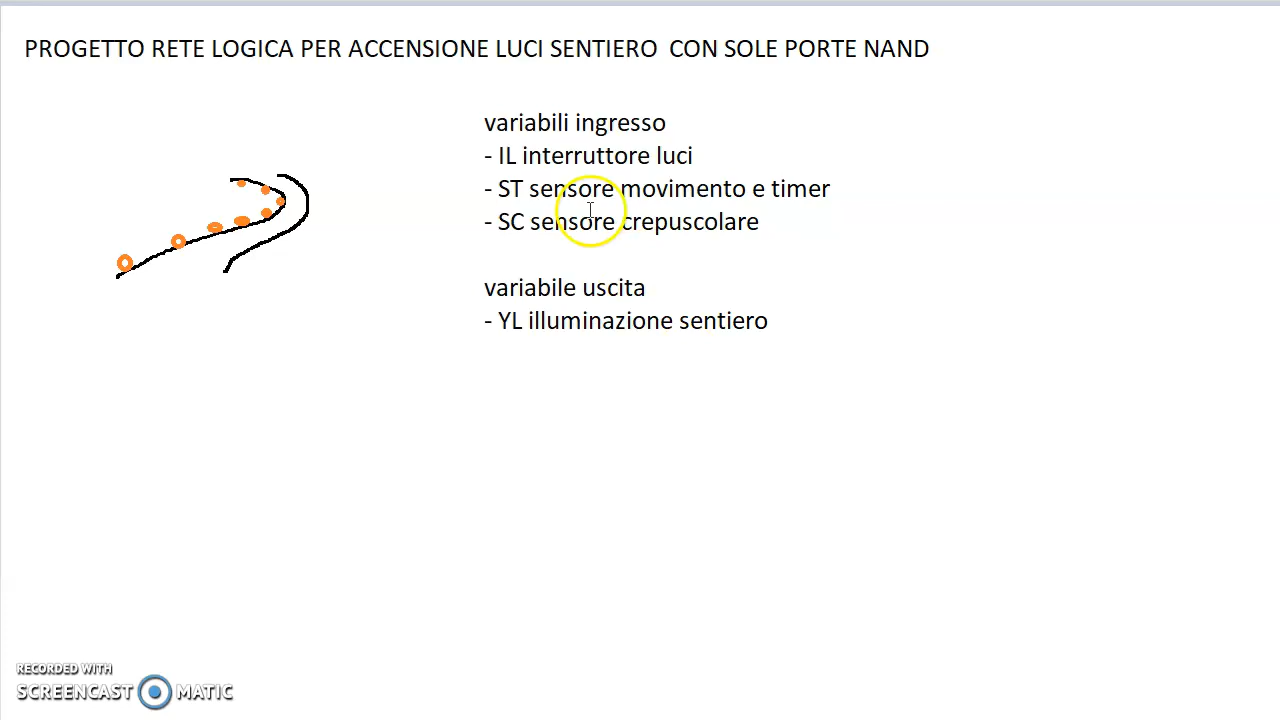 PROGETTO RETE LOGICA PER ACCENSIONE LUCI SENTIERO CON SOLE PORTE NAND
variabili ingresso
- IL interruttore luci
- ST sensore movimento e timer
- SC sensore crepuscolare
variabile uscita
- YL illuminazione sentiero
RECORDED WITH
SCREENCAST MATIC